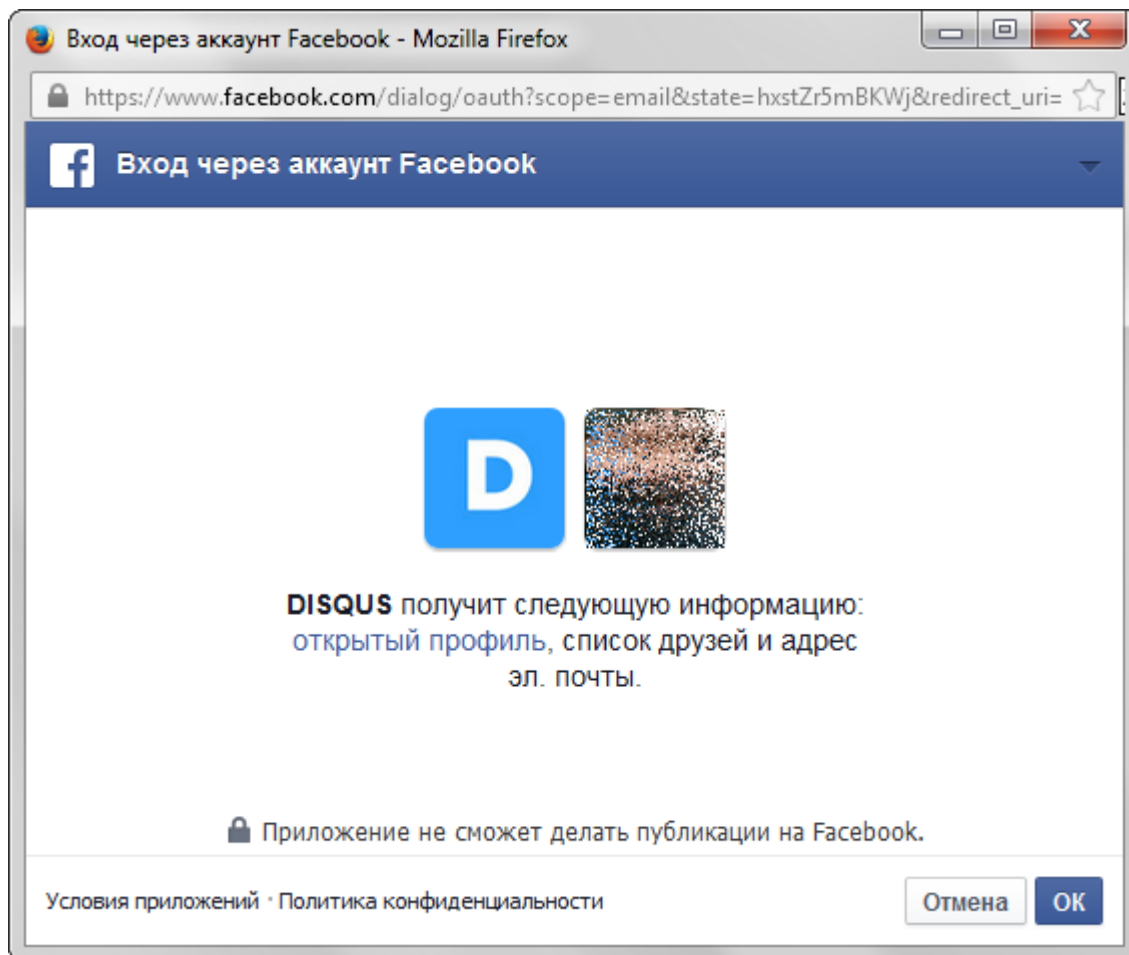 Вход через аккаунт Facebook - Mozilla Firefox
https://www.facebook.com/dialog/oauth?scope=email&state=hxstZr5mBKWj&redirect_uri=
f Вход через аккаунт Facebook
D
DISQUS получит следующую информацию:
открытый профиль, список друзей и адрес
эл. почты.
Приложение не сможет делать публикации на Facebook.
Условия приложений · Политика конфиденциальности
Отмена
ОК